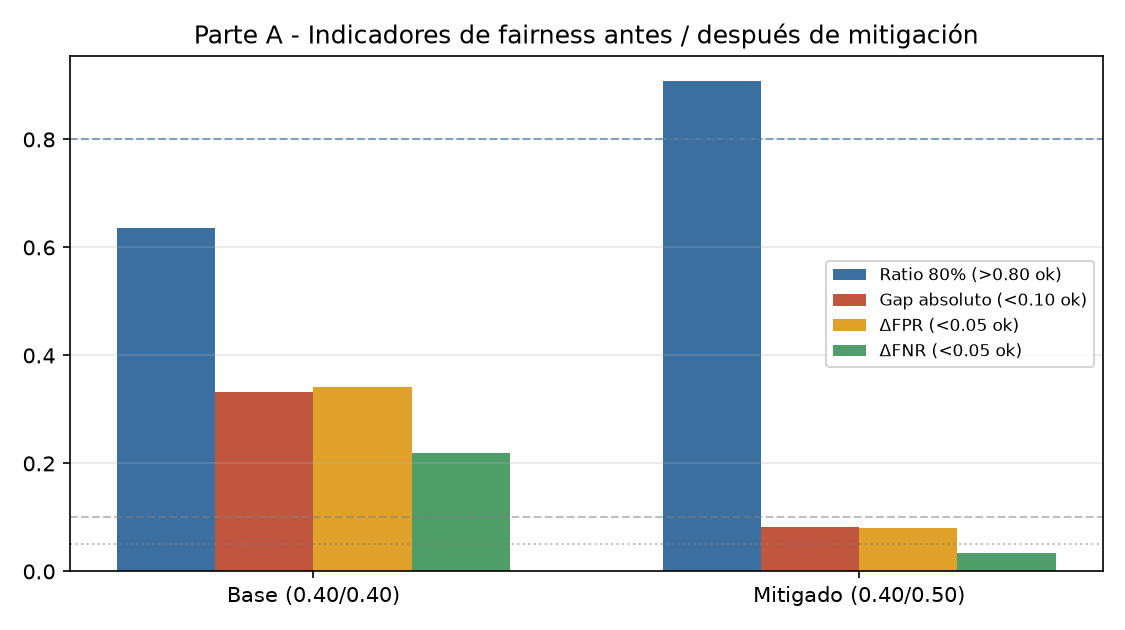 Parte A - Indicadores de fairness antes / después de mitigación
0.8
0.6
0.4
0.2
0.0
Ratio 80% (>0.80 ok)
Gap absoluto (<0.10 ok)
ΔFPR (<0.05 ok)
ΔFNR (<0.05 ok)
Base (0.40/0.40)
Mitigado (0.40/0.50)